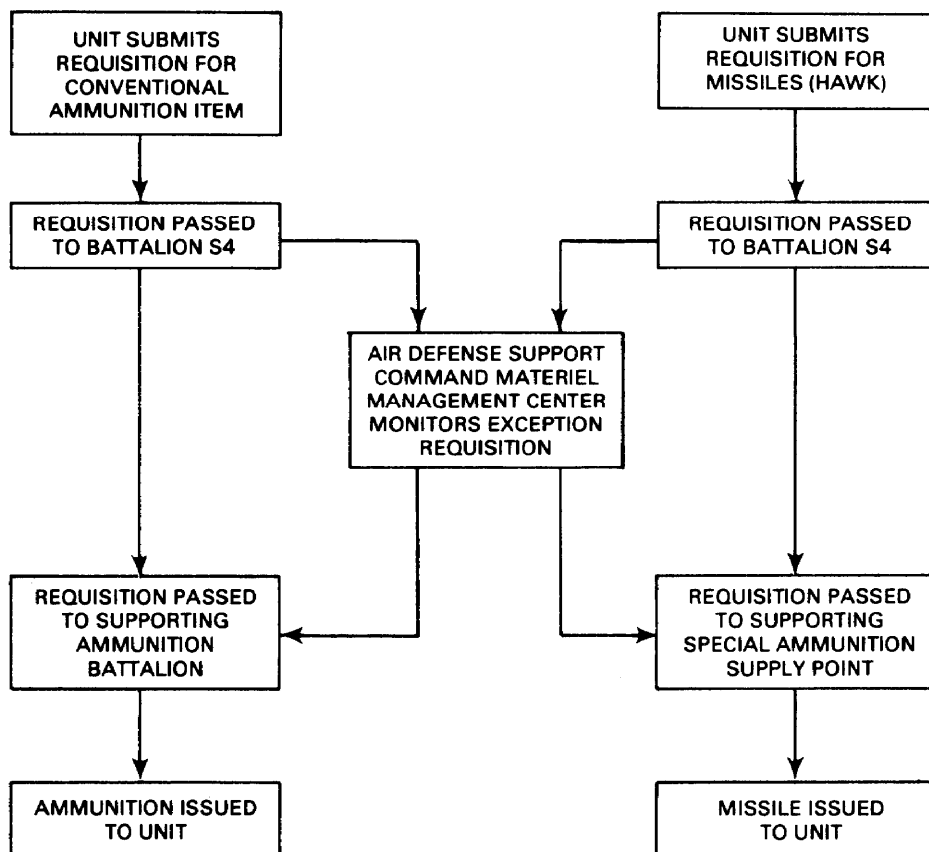 UNIT SUBMITS
REQUISITION FOR
CONVENTIONAL
AMMUNITION ITEM
UNIT SUBMITS
REQUISITION FOR
MISSILES (HAWK)
REQUISITION PASSED
TO BATTALION S4
REQUISITION PASSED
TO BATTALION S4
AIR DEFENSE SUPPORT
COMMAND MATERIEL
MANAGEMENT CENTER
MONITORS EXCEPTION
REQUISITION
REQUISITION PASSED
TO SUPPORTING
AMMUNITION
BATTALION
REQUISITION PASSED
TO SUPPORTING
SPECIAL AMMUNITION
SUPPLY POINT
AMMUNITION ISSUED
TO UNIT
MISSILE ISSUED
TO UNIT